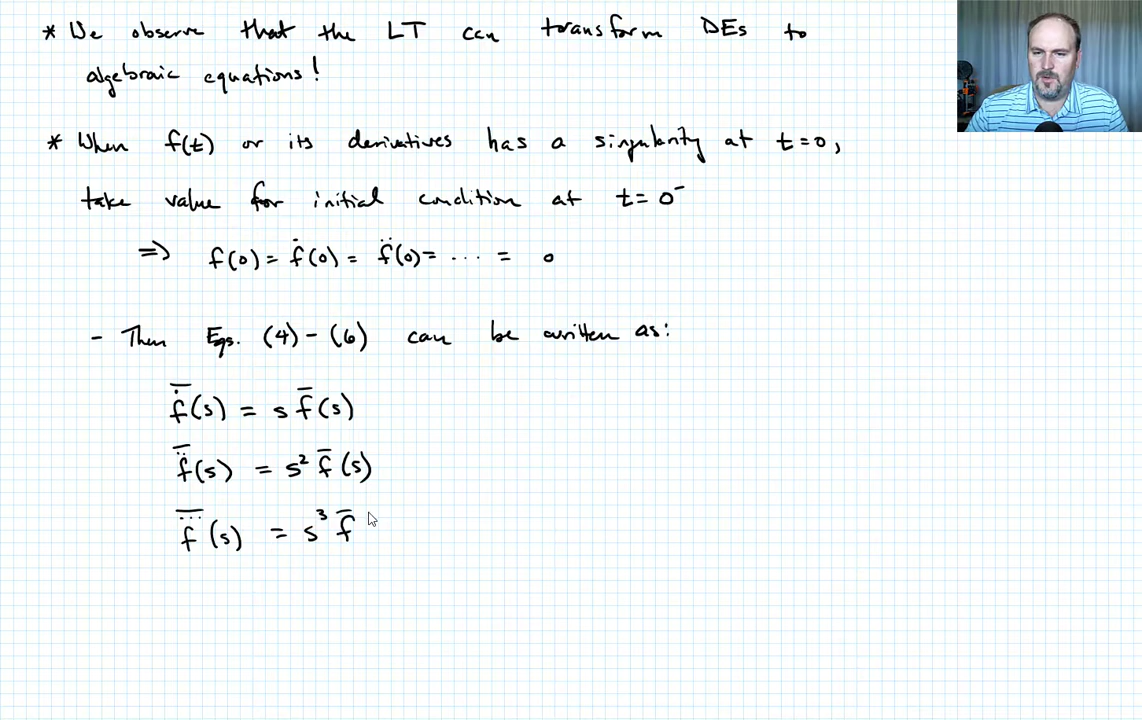 * We observe that the LT can transform DEs to
algebraic equations!
* When f(t) or its derivatives has a singularity at t=0,
take value for initial condition at t= 0⁻
⇒ f(0) = ḟ(0) = f̈(0) = .... = 0
- Then Eqs. (4) - (6) can be written as:
ḟ̅(s) = s f̅(s)
f̈̅(s) = s² f̅(s)
f⃛̅(s) = s³ f̅